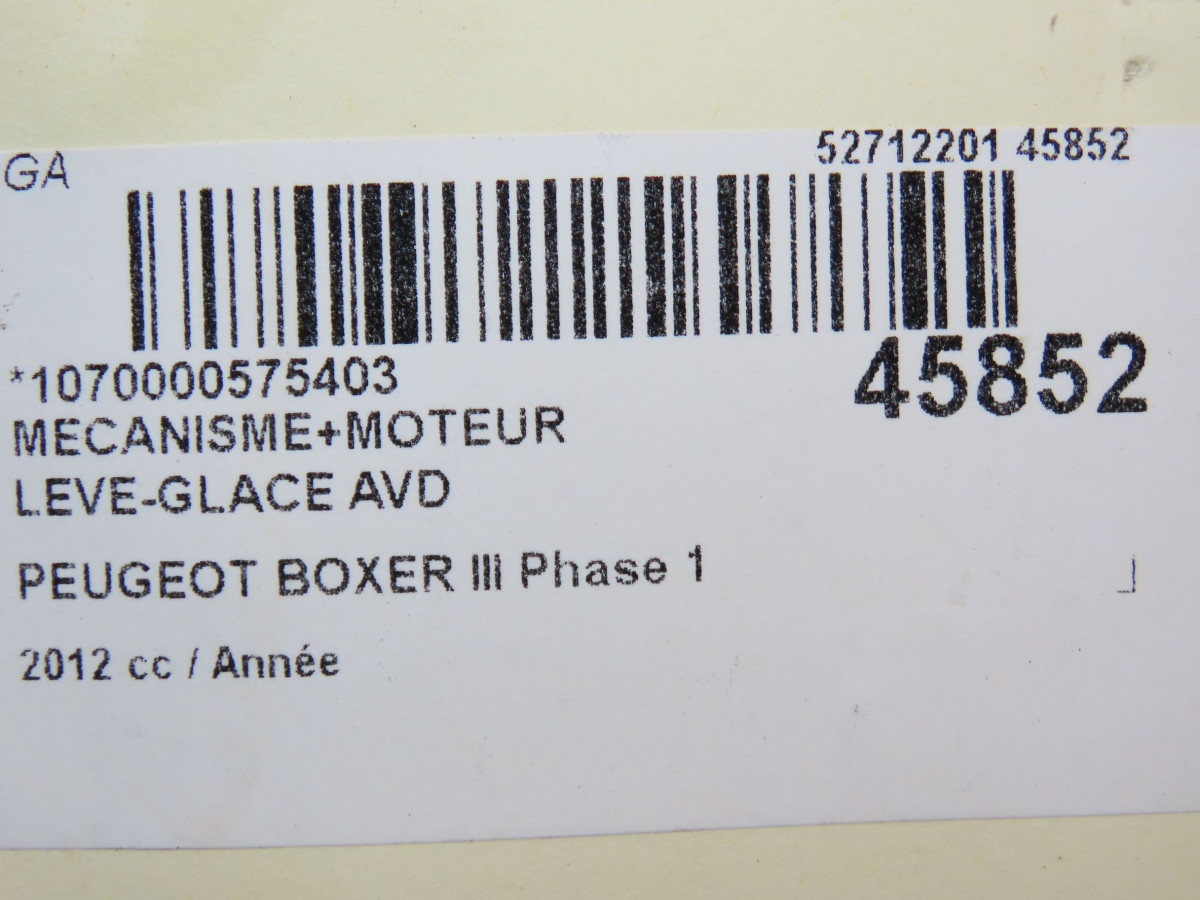 GA
52712201 45852
*1070000575403
45852
MECANISME+MOTEUR
LEVE-GLACE AVD
PEUGEOT BOXER III Phase 1
2012 cc / Année